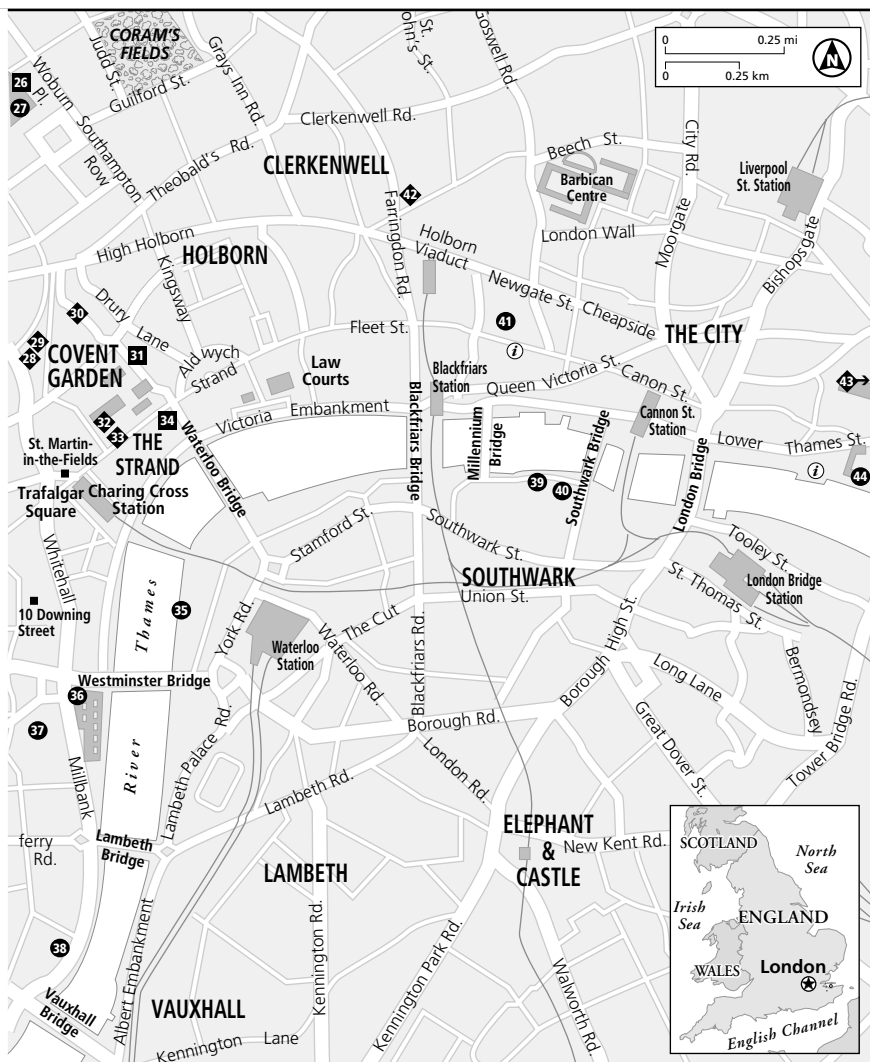 CORAM'S
FIELDS
Judd St.
Grays Inn Rd.
St.
John's St.
Goswell Rd.
0 0.25 mi
0 0.25 km
N
26
27
Woburn Pl.
Guilford St.
Southampton
Row
Theobald's Rd.
Clerkenwell Rd.
CLERKENWELL
Beech St.
City Rd.
Liverpool
St. Station
Barbican
Centre
42
Farringdon Rd.
London Wall
Moorgate
Bishopsgate
High Holborn
HOLBORN
Kingsway
Holborn
Viaduct
Newgate St.
Cheapside
30
Drury Lane
Fleet St.
41
THE CITY
29
28
COVENT
GARDEN
31
Aldwych
Strand
Law
Courts
Blackfriars
Station
i
Queen Victoria St.
Canon St.
43
34
Victoria Embankment
Cannon St.
Station
32
33
THE
STRAND
St. Martin-
in-the-Fields
Waterloo Bridge
Blackfriars Bridge
Millennium
Bridge
Southwark Bridge
London Bridge
Lower Thames St.
i
44
Trafalgar
Square
Charing Cross
Station
39
40
Whitehall
Stamford St.
Southwark St.
Tooley St.
SOUTHWARK
Union St.
St. Thomas St.
London Bridge
Station
10 Downing
Street
Thames
35
York Rd.
Waterloo
Station
The Cut
Waterloo Rd.
Blackfriars Rd.
Borough High St.
Long Lane
Bermondsey
Westminster Bridge
36
37
Borough Rd.
Great Dover St.
Tower Bridge Rd.
Millbank
River
Lambeth Palace Rd.
Lambeth Rd.
London Rd.
ferry
Rd.
Lambeth
Bridge
ELEPHANT
&
CASTLE
New Kent Rd.
LAMBETH
38
Albert Embankment
Kennington Rd.
Kennington Park Rd.
Walworth Rd.
Vauxhall
Bridge
VAUXHALL
Kennington Lane
SCOTLAND
North
Sea
Irish
Sea
ENGLAND
WALES
London
English Channel